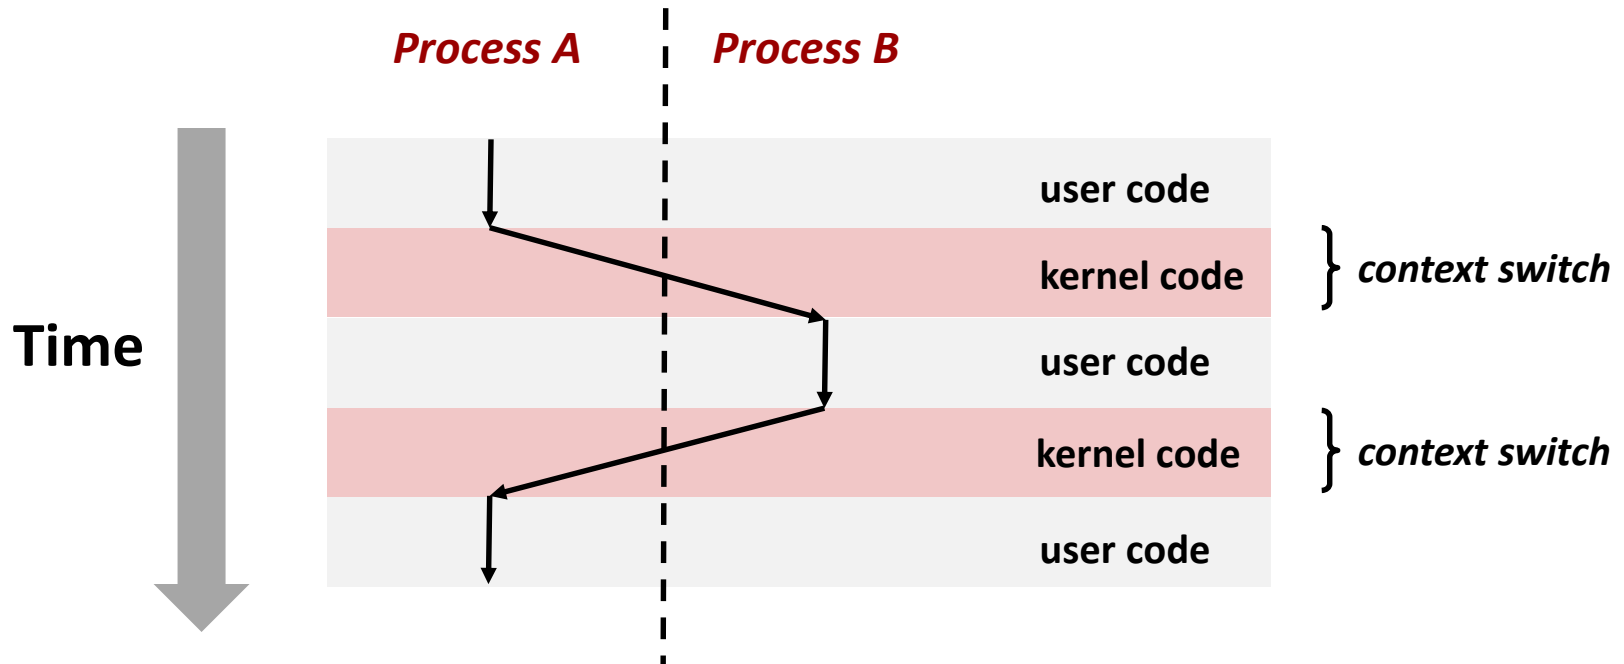 Process A
Process B
user code
kernel code
context switch
Time
user code
kernel code
context switch
user code